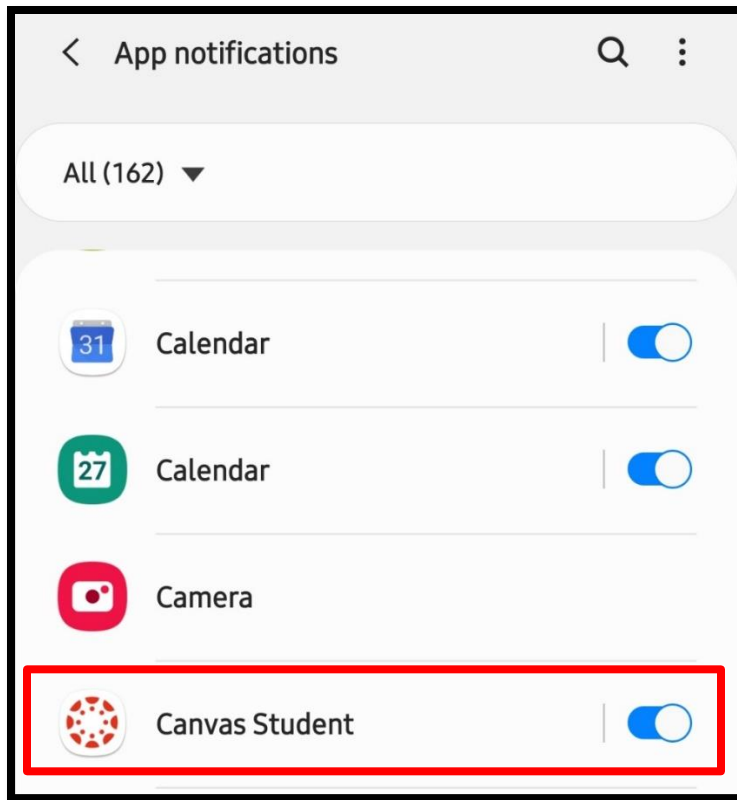 App notifications
All (162)
31
Calendar
27
Calendar
Camera
Canvas Student